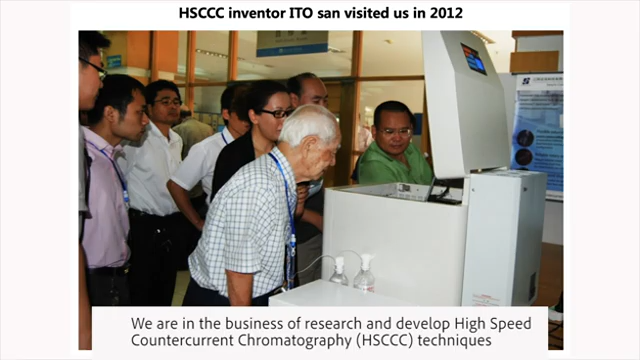 HSCCC inventor ITO san visited us in 2012
We are in the business of research and develop High Speed
Countercurrent Chromatography (HSCCC) techniques